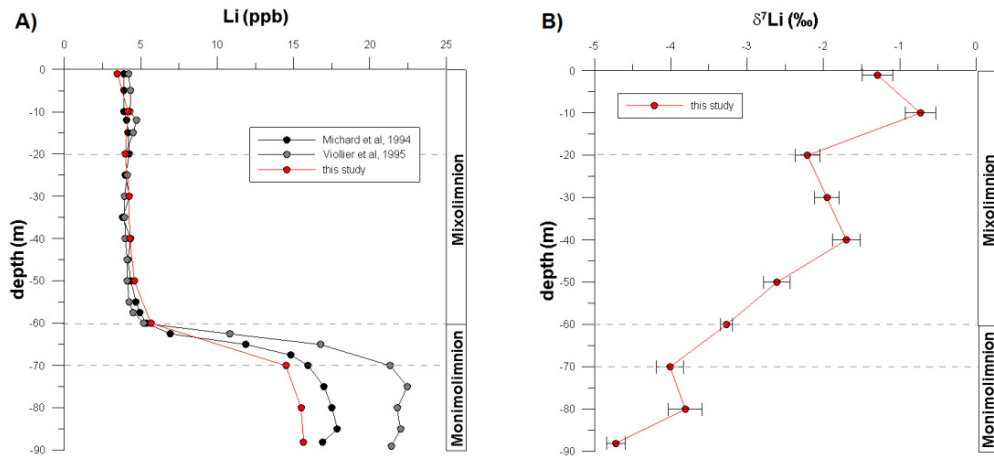 A)
Li (ppb)
0 5 10 15 20 25
0
-10
-20
-30
-40
-50
-60
-70
-80
-90
depth (m)
Michard et al, 1994
Viollier et al, 1995
this study
Mixolimnion
Monimolimnion
B)
δ⁷Li (‰)
-5 -4 -3 -2 -1 0
0
-10
-20
-30
-40
-50
-60
-70
-80
-90
depth (m)
this study
Mixolimnion
Monimolimnion